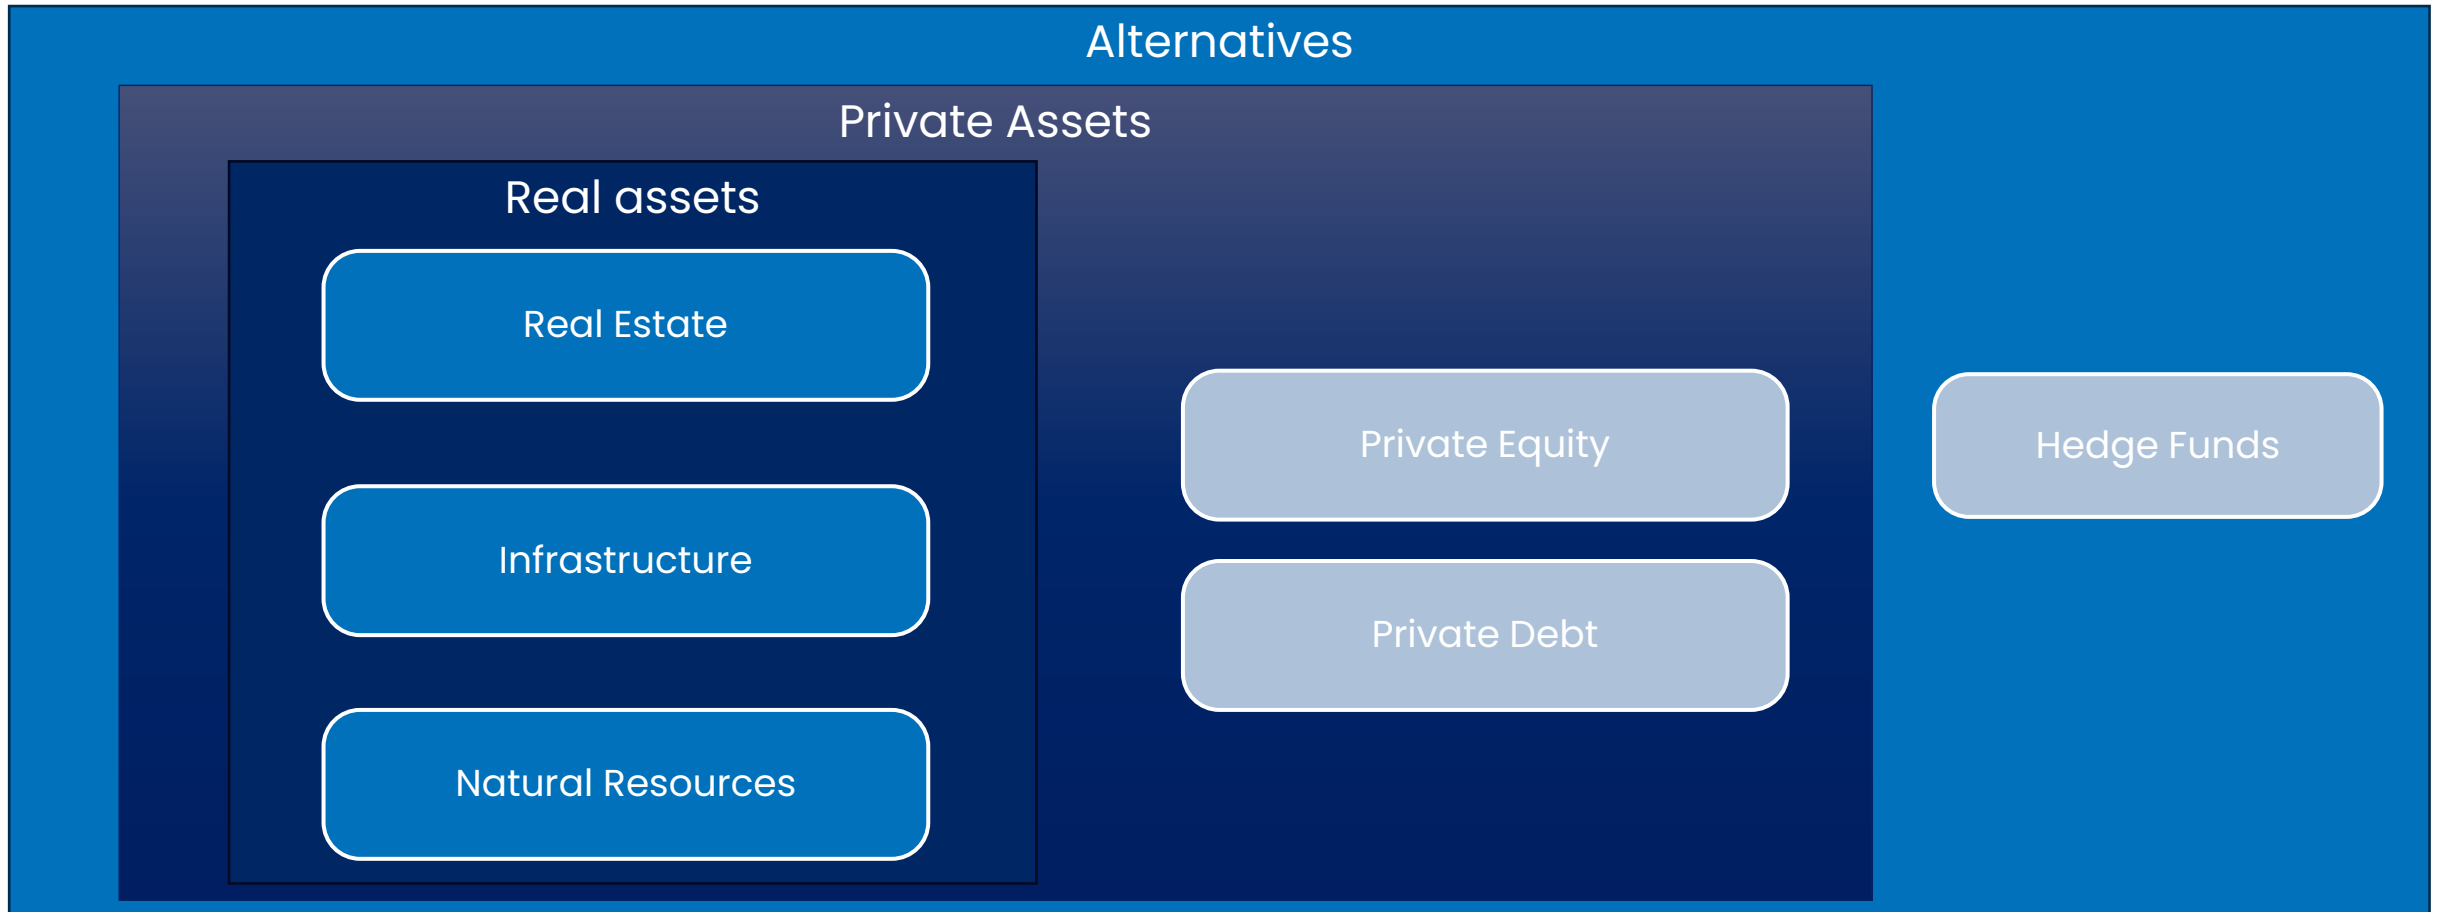 Alternatives
Private Assets
Real assets
Real Estate
Infrastructure
Natural Resources
Private Equity
Private Debt
Hedge Funds